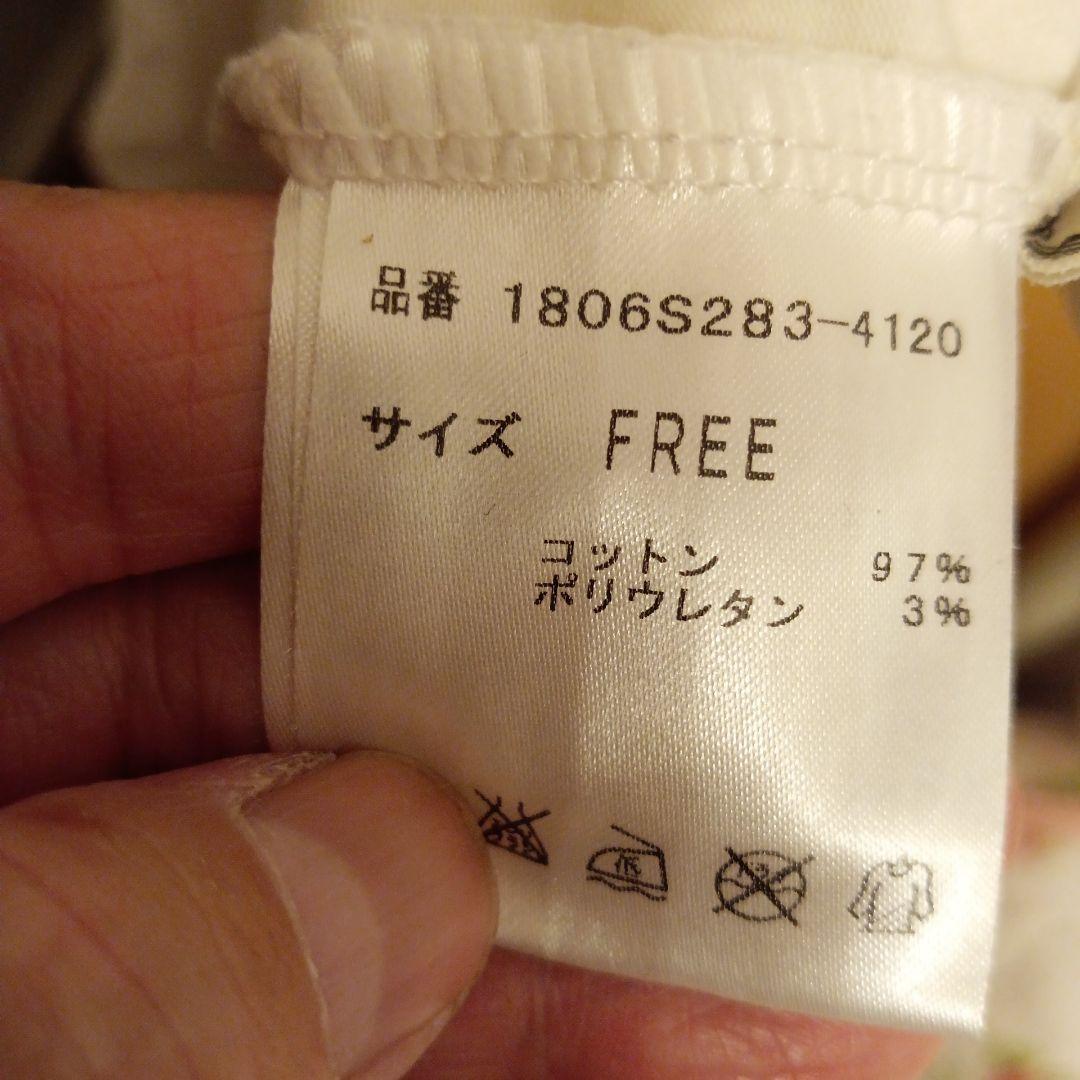 品番 1806S283-4120
サイズ FREE
コットン 97%
ポリウレタン 3%
低